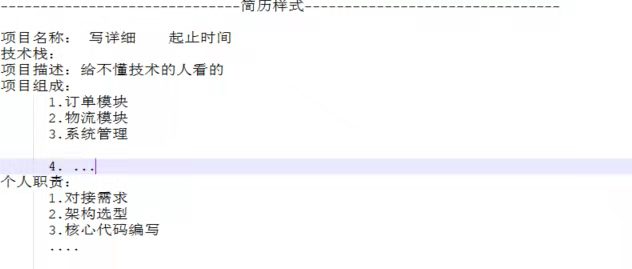 ------------------------------简历样式--------------------------------
项目名称: 写详细 起止时间
技术栈:
项目描述: 给不懂技术的人看的
项目组成:
1.订单模块
2.物流模块
3.系统管理
4. ...
个人职责:
1.对接需求
2.架构选型
3.核心代码编写
....